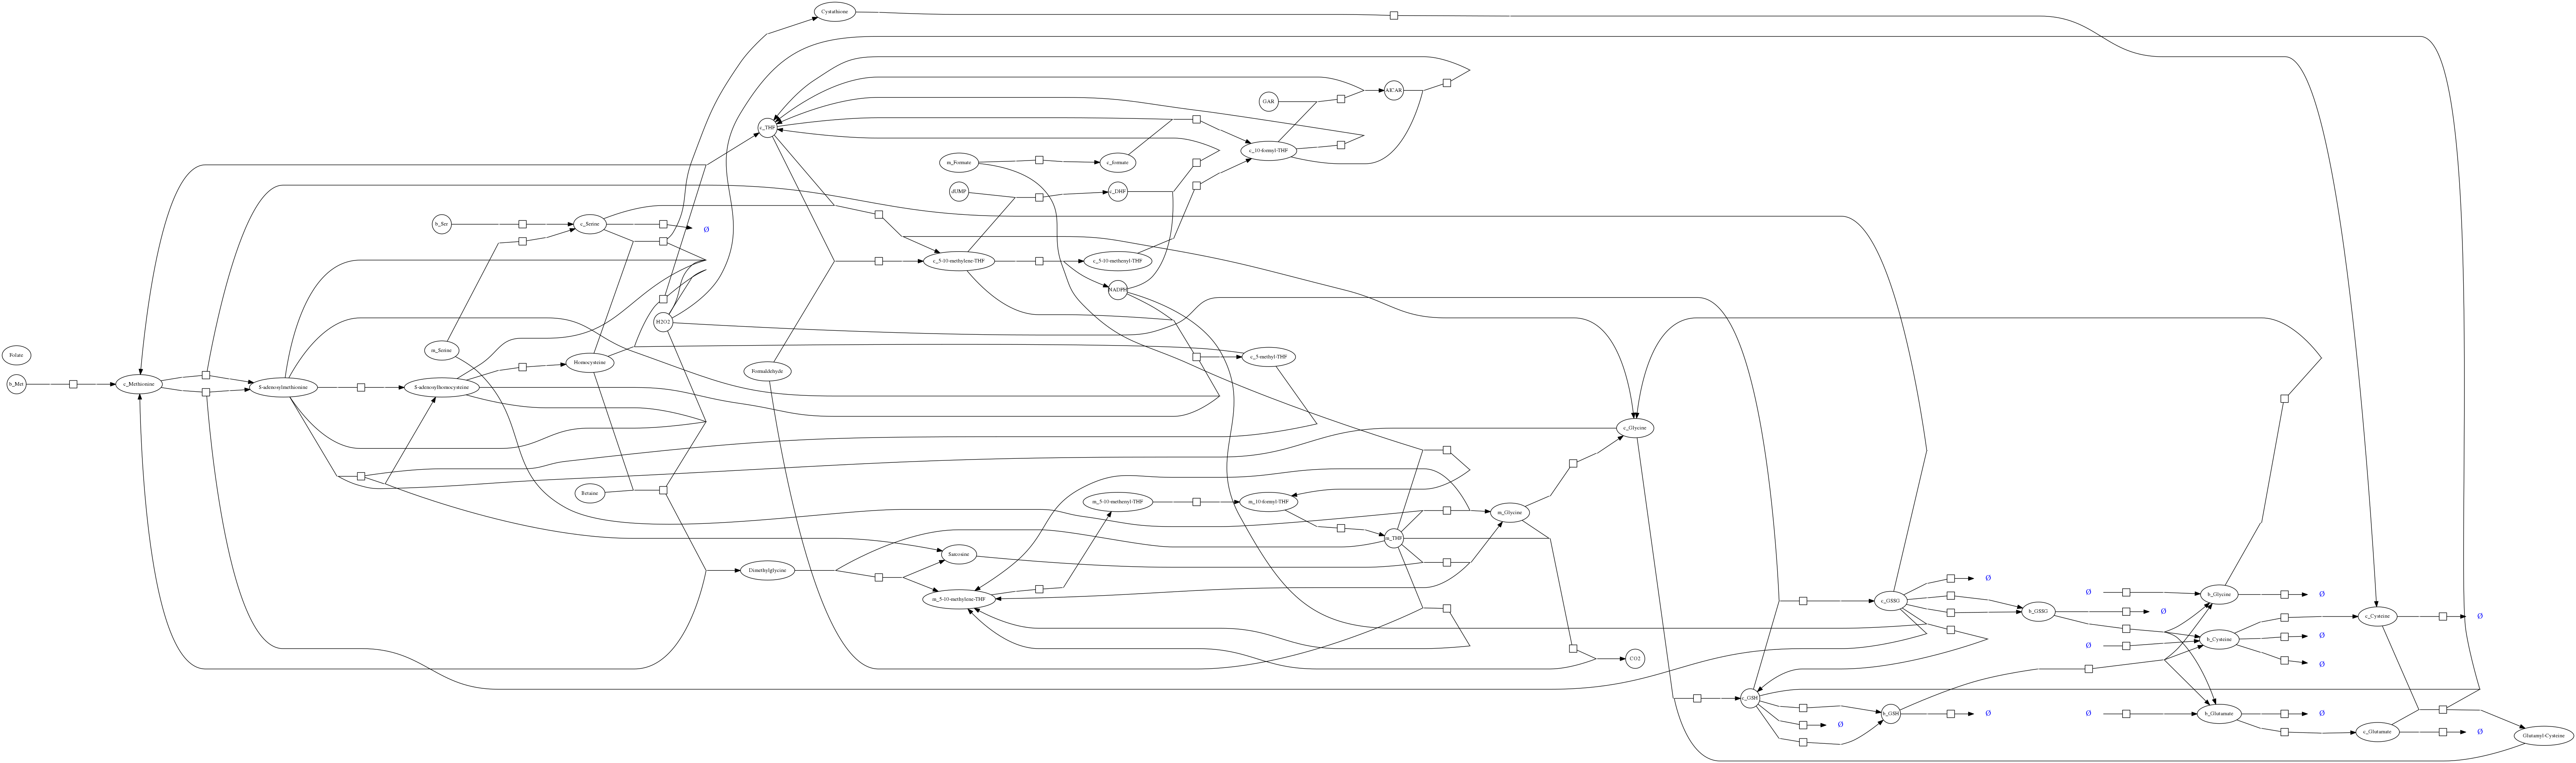 Cystathione
AICAR
GAR
c_THF
c_10-formyl-THF
m_Formate
c_formate
dUMP
c_DHF
b_Ser
c_Serine
Ø
c_5-10-methylene-THF
c_5-10-methenyl-THF
NADPH
H2O2
m_Serine
Folate
Homocysteine
c_5-methyl-THF
Formaldehyde
b_Met
c_Methionine
S-adenosylmethionine
S-adenosylhomocysteine
c_Glycine
Betaine
m_5-10-methenyl-THF
m_10-formyl-THF
m_Glycine
m_THF
Sarcosine
Dimethylglycine
Ø
Ø
b_Glycine
Ø
m_5-10-methylene-THF
c_GSSG
b_GSSG
Ø
c_Cysteine
Ø
b_Cysteine
Ø
Ø
CO2
Ø
c_GSH
b_GSH
Ø
Ø
b_Glutamate
Ø
Ø
c_Glutamate
Ø
Glutamyl-Cysteine